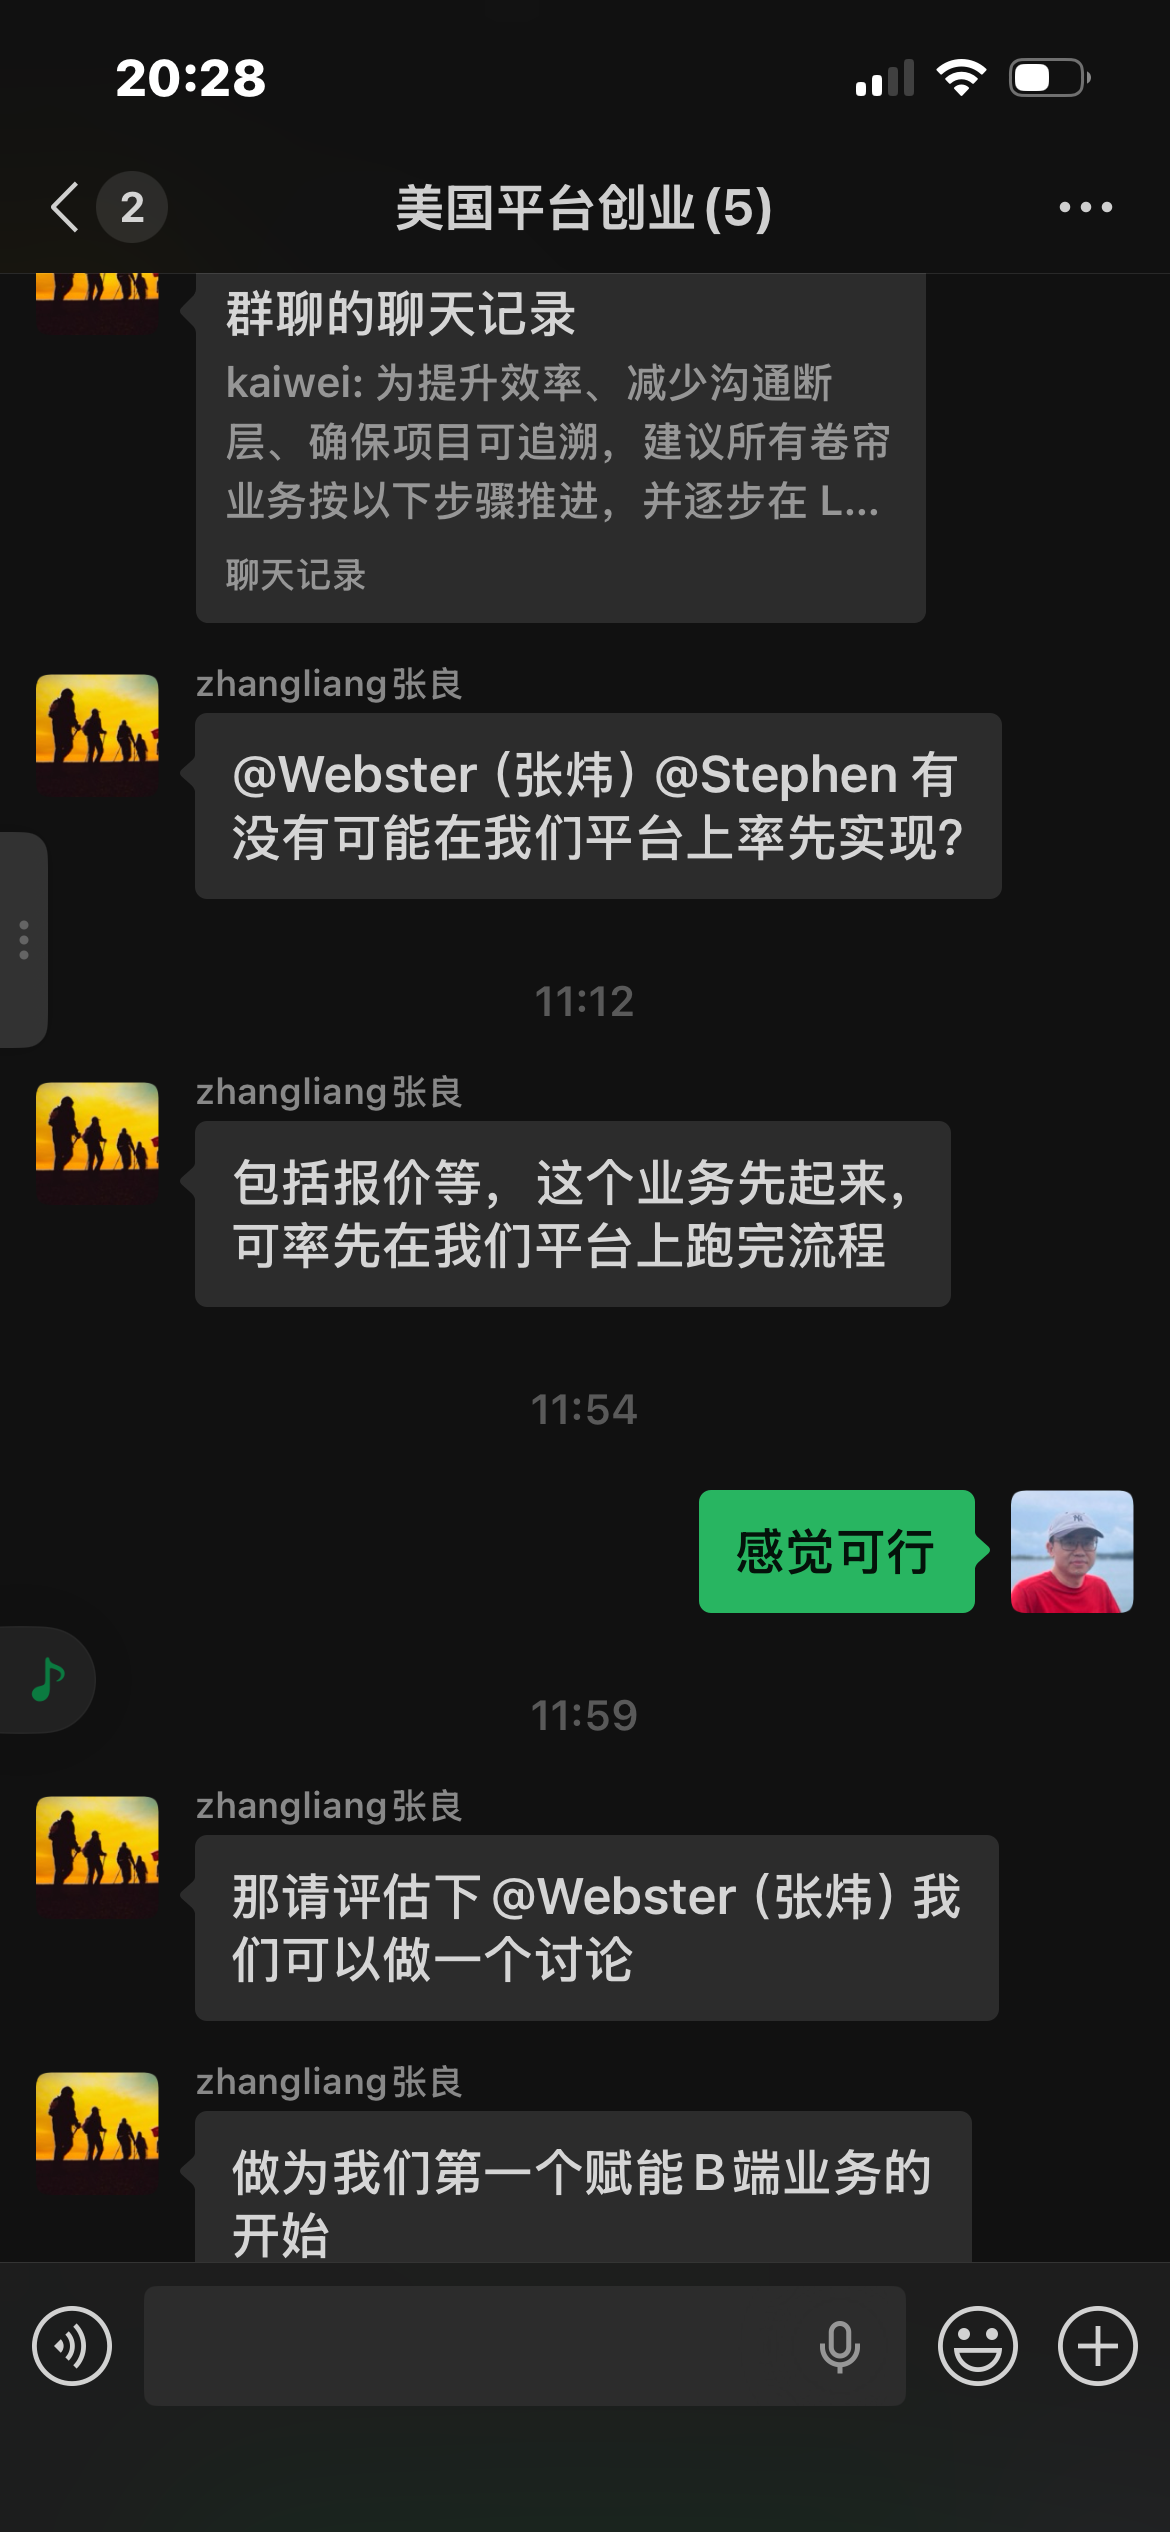 20:28
2
美国平台创业(5)
群聊的聊天记录
kaiwei: 为提升效率、减少沟通断
层、确保项目可追溯，建议所有卷帘
业务按以下步骤推进，并逐步在 L...
聊天记录
zhangliang张良
@Webster（张炜）@Stephen 有
没有可能在我们平台上率先实现?
11:12
zhangliang张良
包括报价等，这个业务先起来，
可率先在我们平台上跑完流程
11:54
感觉可行
11:59
zhangliang张良
那请评估下@Webster（张炜）我
们可以做一个讨论
zhangliang张良
做为我们第一个赋能B端业务的
开始